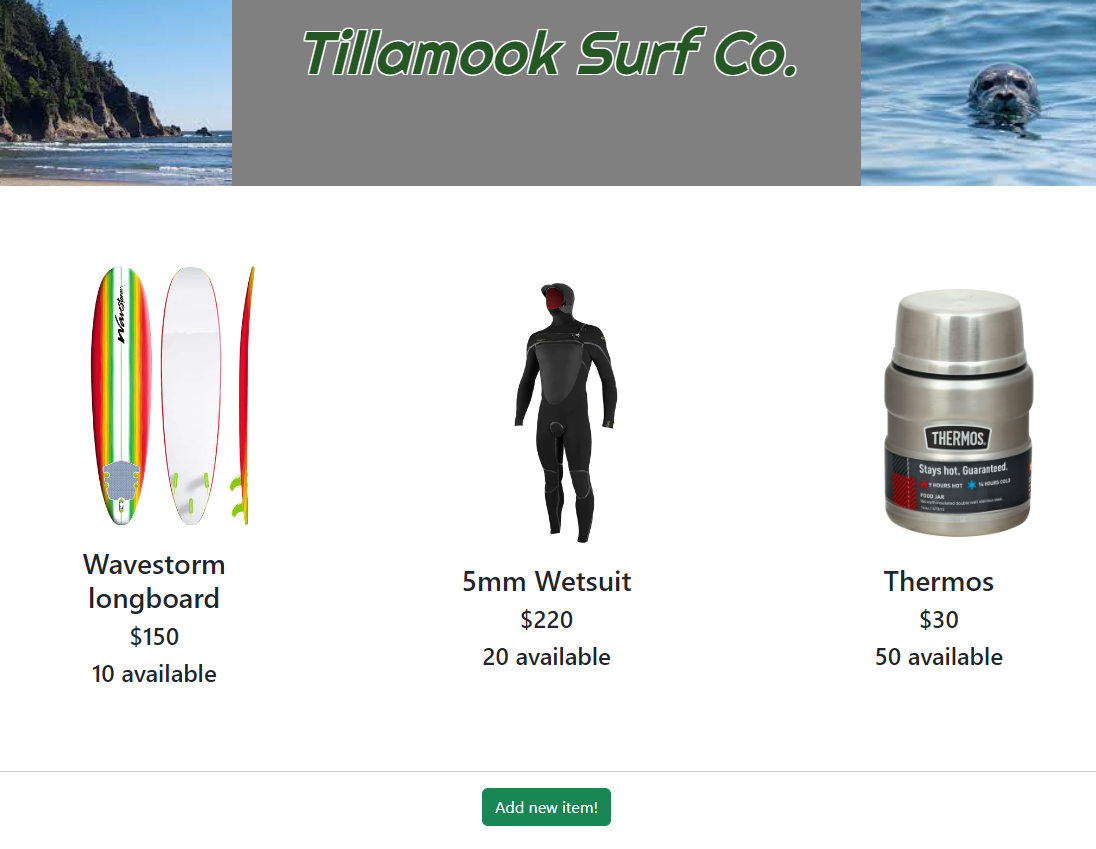 Tillamook Surf Co.
Wavestorm
THERMOS.
Stays hot. Guaranteed.
9 HOURS HOT 14 HOURS COLD
FOOD JAR
Wavestorm
longboard
$150
10 available
5mm Wetsuit
$220
20 available
Thermos
$30
50 available
Add new item!